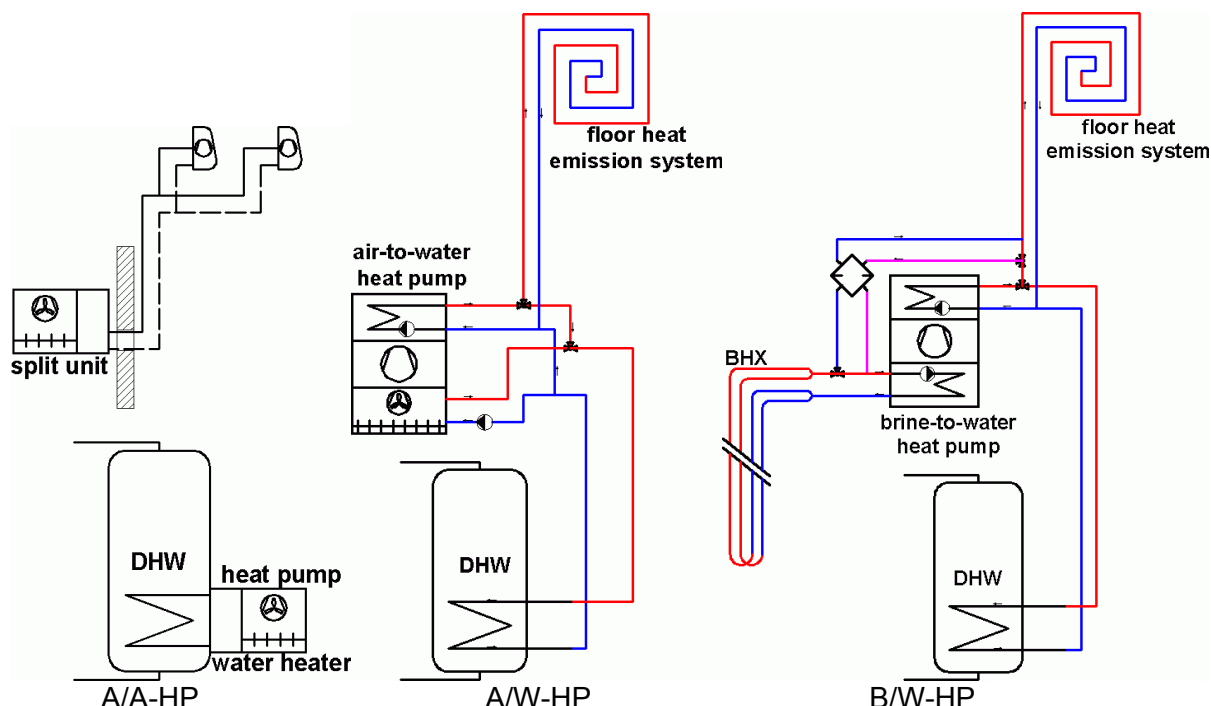 split unit
DHW
heat pump
water heater
A/A-HP
floor heat
emission system
air-to-water
heat pump
DHW
A/W-HP
floor heat
emission system
BHX
brine-to-water
heat pump
DHW
B/W-HP